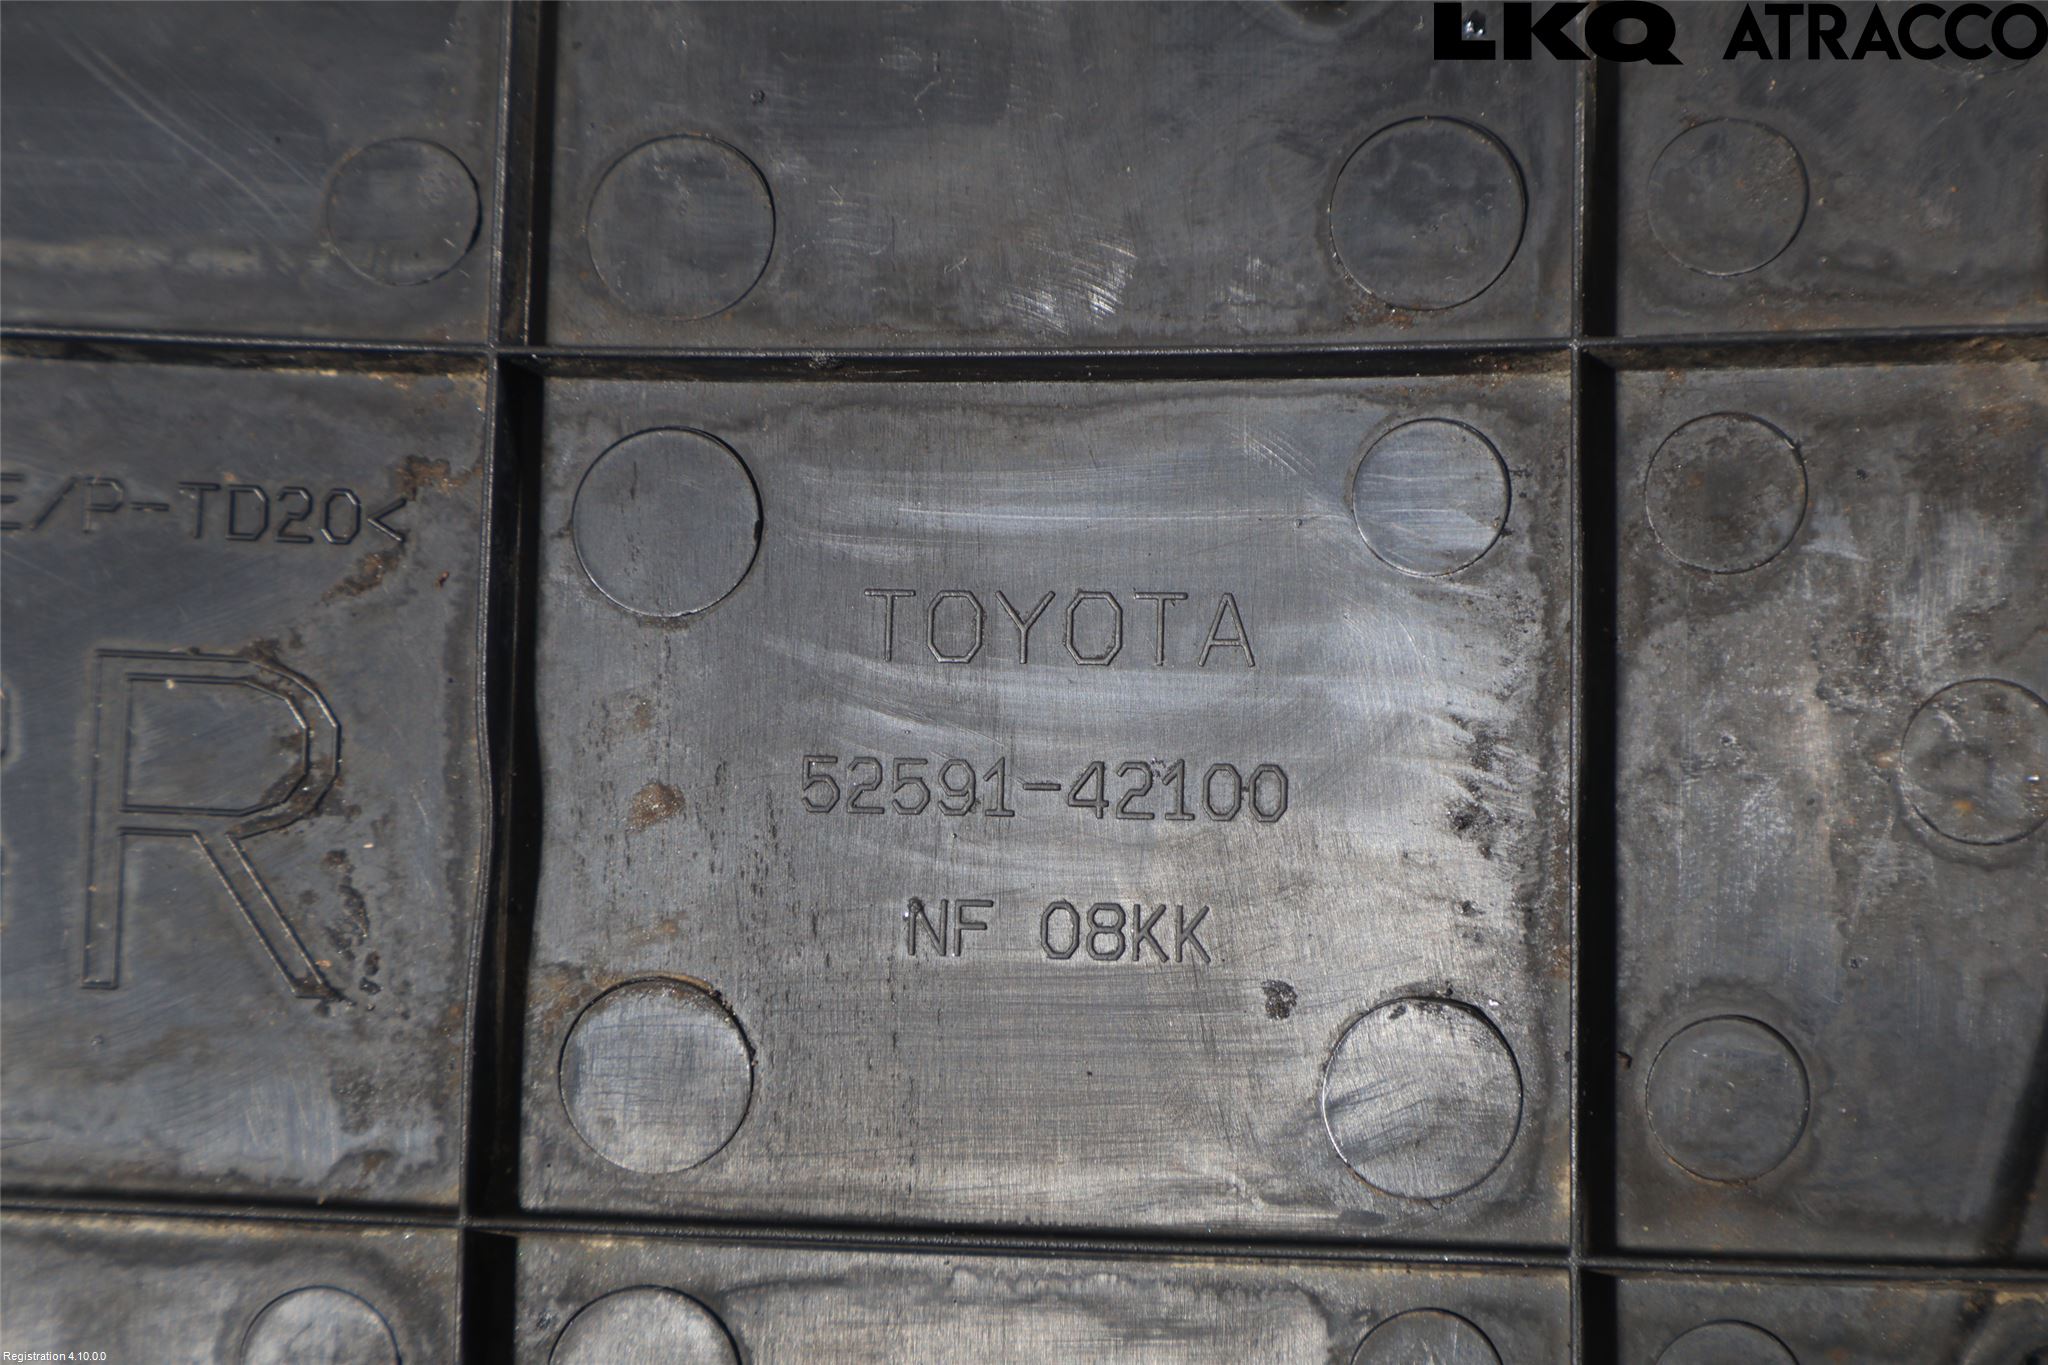 LKQ ATRACCO
E/P-TD20<
TOYOTA
R
52591-42100
NF 08KK
Registration 4.10.0.0